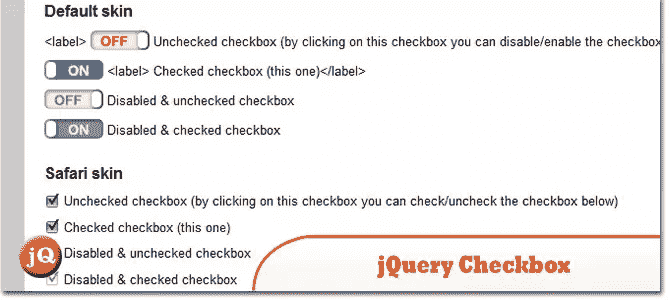 Default skin
<label> OFF Unchecked checkbox (by clicking on this checkbox you can disable/enable the checkbox
ON <label> Checked checkbox (this one)</label>
OFF Disabled & unchecked checkbox
ON Disabled & checked checkbox
Safari skin
Unchecked checkbox (by clicking on this checkbox you can check/uncheck the checkbox below)
Checked checkbox (this one)
Disabled & unchecked checkbox
Disabled & checked checkbox
jQ
jQuery Checkbox